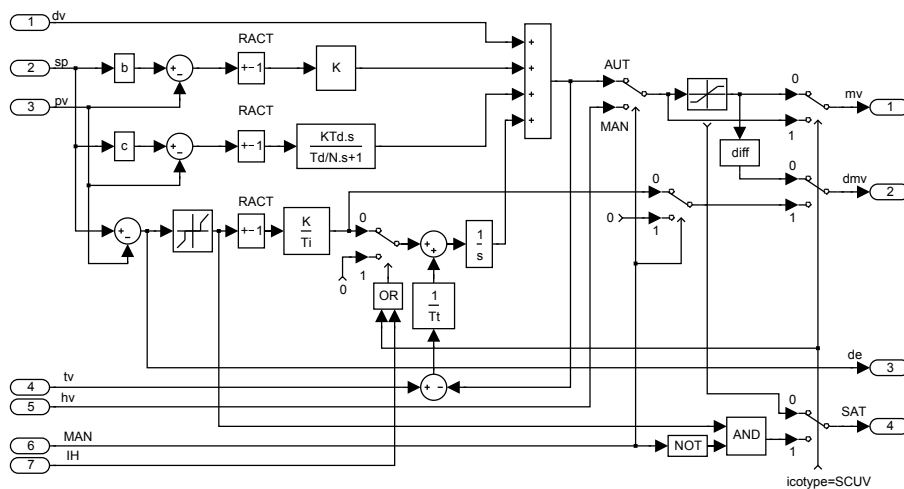 1 dv
RACT
AUT
0
mv
2 sp
b
+-
+-1
K
+
+
+
+
1
3 pv
RACT
MAN
1
c
+-
+-1
KTd.s
Td/N.s+1
diff
0
dmv
2
0
RACT
1
+-
+-1
K
Ti
0
1
s
0
1
1
0
++
OR
1
Tt
de
3
4 tv
+ -
5 hv
0
SAT
4
6 MAN
NOT
AND
1
7 IH
icotype=SCUV